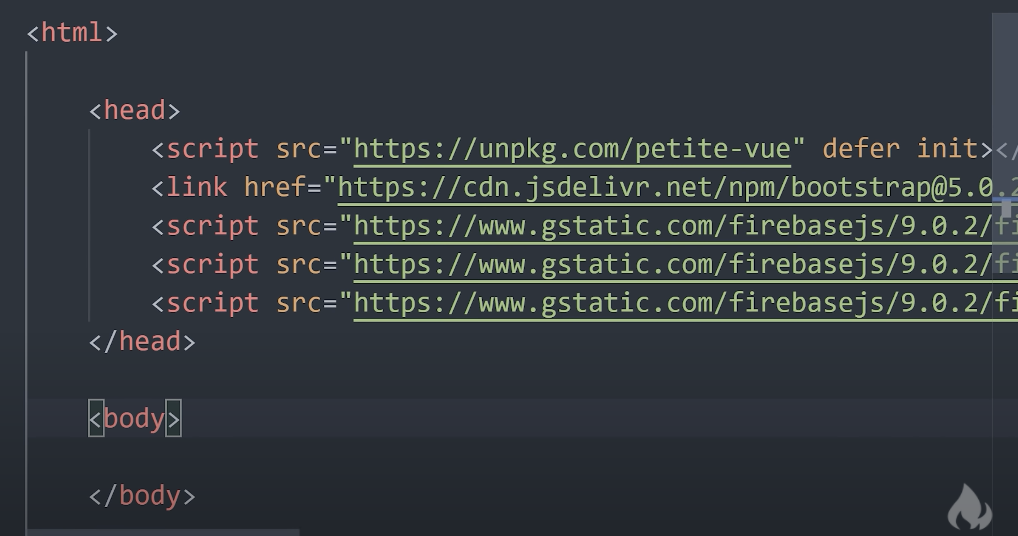 <html>
<head>
<script src="https://unpkg.com/petite-vue" defer init></
<link href="https://cdn.jsdelivr.net/npm/bootstrap@5.0.2
<script src="https://www.gstatic.com/firebasejs/9.0.2/fi
<script src="https://www.gstatic.com/firebasejs/9.0.2/fi
<script src="https://www.gstatic.com/firebasejs/9.0.2/fi
</head>
<body>
</body>